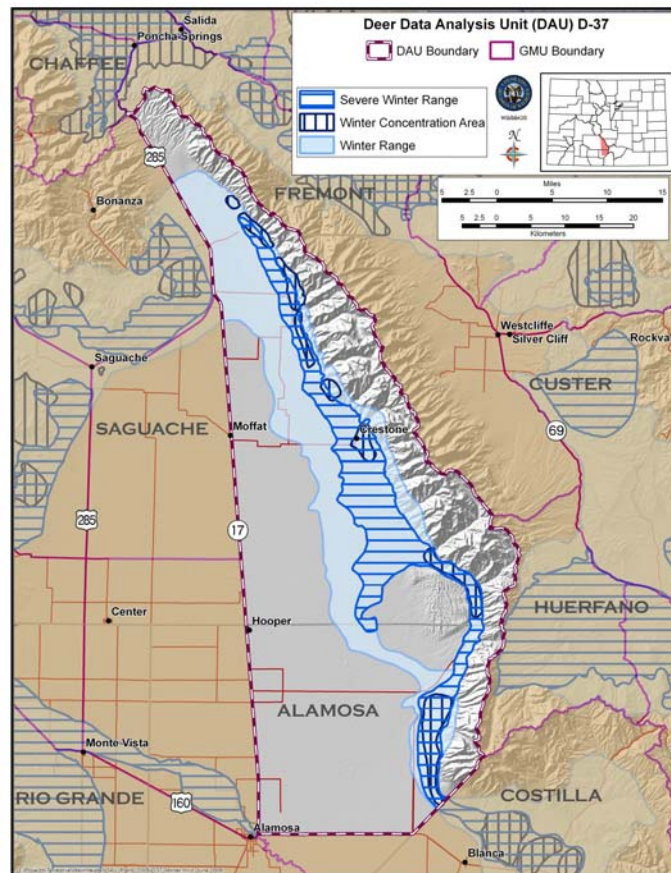 Deer Data Analysis Unit (DAU) D-37
DAU Boundary
GMU Boundary
Severe Winter Range
Winter Concentration Area
Winter Range
N
Miles
5 2.5 0 5 10 15
5 2.5 0 5 10 15 20
Kilometers
Salida
Poncha Springs
CHAFFEE
285
FREMONT
Bonanza
Westcliffe
Silver Cliff
Rockva
Saguache
CUSTER
SAGUACHE
Moffat
Crestone
69
285
17
Center
Hooper
HUERFANO
ALAMOSA
Monte Vista
RIO GRANDE
160
COSTILLA
Alamosa
Blanca